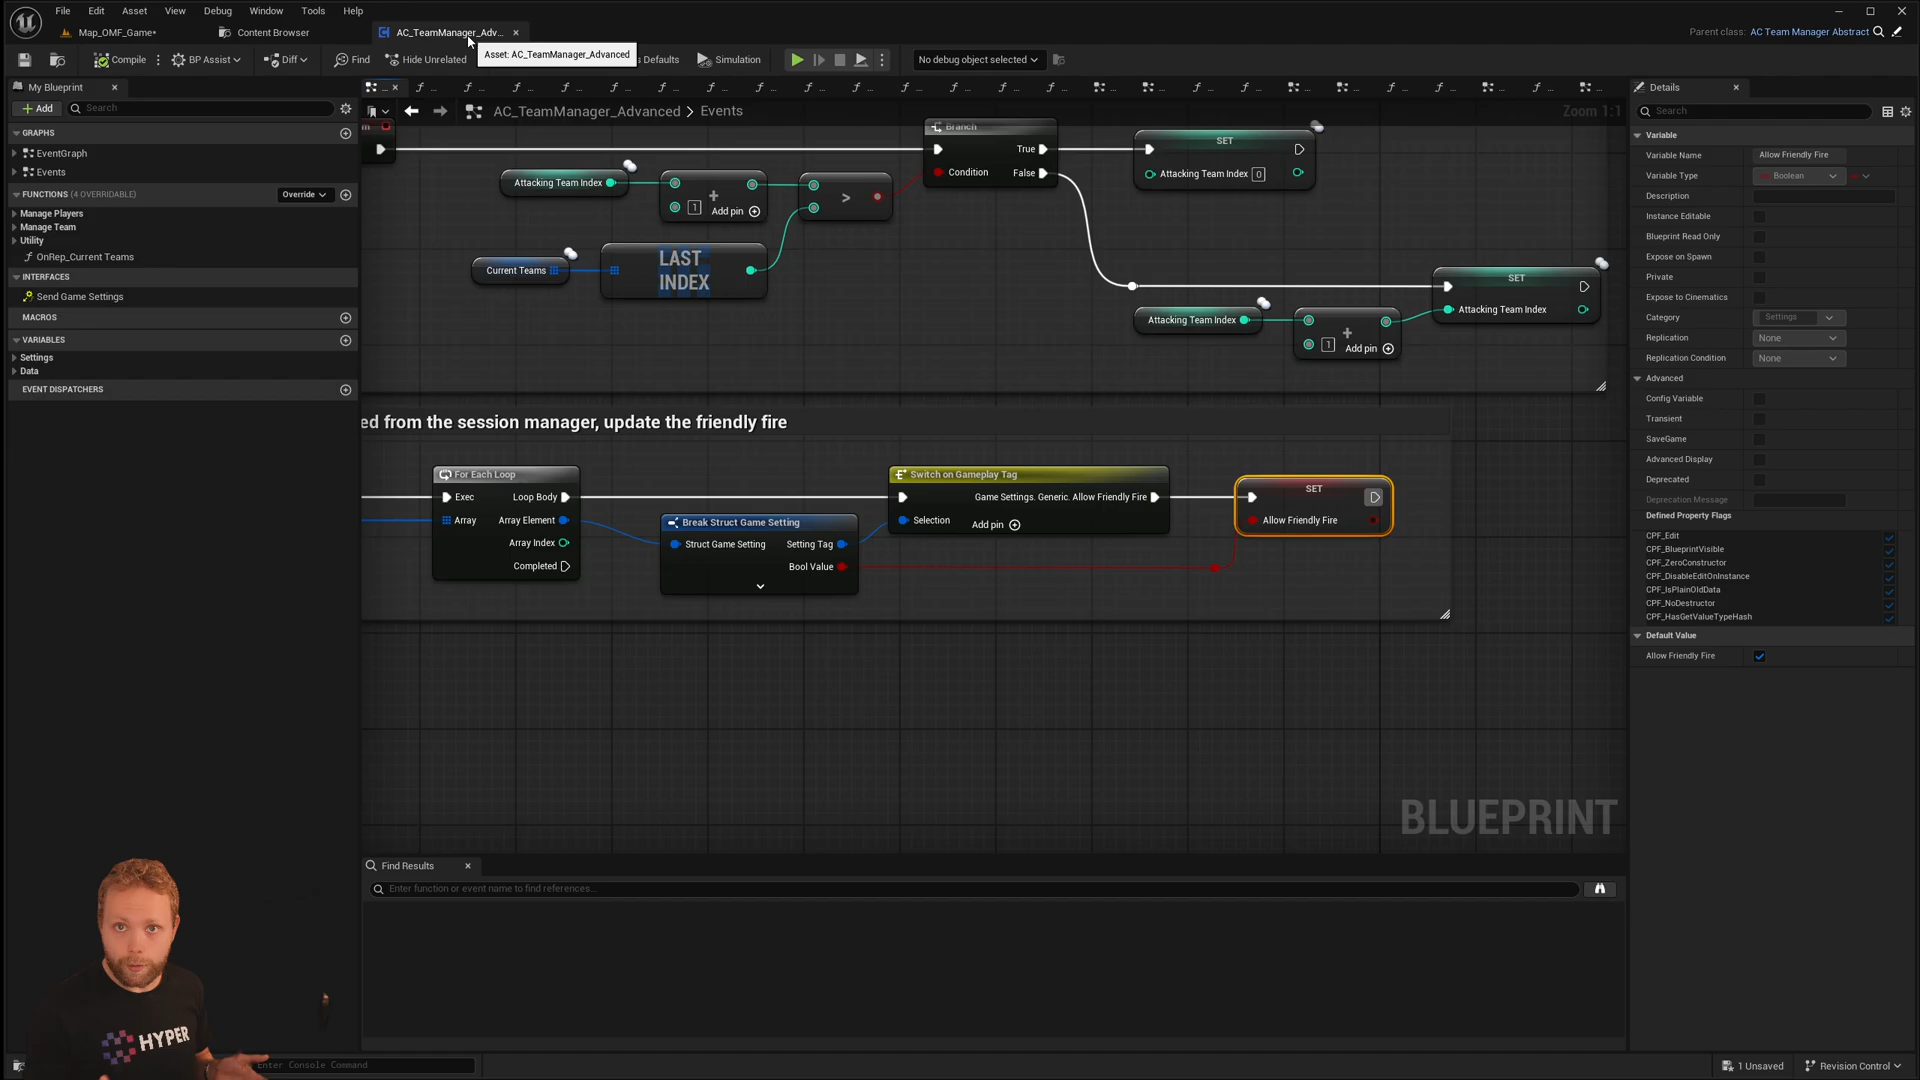 File Edit Asset View Debug Window Tools Help
Map_OMF_Game* Content Browser AC_TeamManager_Adv...
Parent class: AC Team Manager Abstract
Asset: AC_TeamManager_Advanced
Compile BP Assist Diff Find Hide Unrelated s Defaults Simulation No debug object selected
My Blueprint
Details
Add Search
AC_TeamManager_Advanced > Events
Zoom 1:1
Search
GRAPHS
EventGraph
Events
FUNCTIONS (4 OVERRIDABLE) Override
Manage Players
Manage Team
Utility
OnRep_Current Teams
INTERFACES
Send Game Settings
MACROS
VARIABLES
Settings
Data
EVENT DISPATCHERS
m
Attacking Team Index
+
1 Add pin
>
Current Teams
LAST
INDEX
Branch
True
Condition False
SET
Attacking Team Index 0
Attacking Team Index
+
1 Add pin
SET
Attacking Team Index
ed from the session manager, update the friendly fire
For Each Loop
Exec Loop Body
Array Array Element
Array Index
Completed
Break Struct Game Setting
Struct Game Setting Setting Tag
Bool Value
Switch on Gameplay Tag
Game Settings. Generic. Allow Friendly Fire
Selection Add pin
SET
Allow Friendly Fire
BLUEPRINT
Variable
Variable Name Allow Friendly Fire
Variable Type Boolean
Description
Instance Editable
Blueprint Read Only
Expose on Spawn
Private
Expose to Cinematics
Category Settings
Replication None
Replication Condition None
Advanced
Config Variable
Transient
SaveGame
Advanced Display
Deprecated
Deprecation Message
Defined Property Flags
CPF_Edit
CPF_BlueprintVisible
CPF_ZeroConstructor
CPF_DisableEditOnInstance
CPF_IsPlainOldData
CPF_NoDestructor
CPF_HasGetValueTypeHash
Default Value
Allow Friendly Fire
Find Results
Enter function or event name to find references...
HYPER
Enter Console Command
1 Unsaved Revision Control